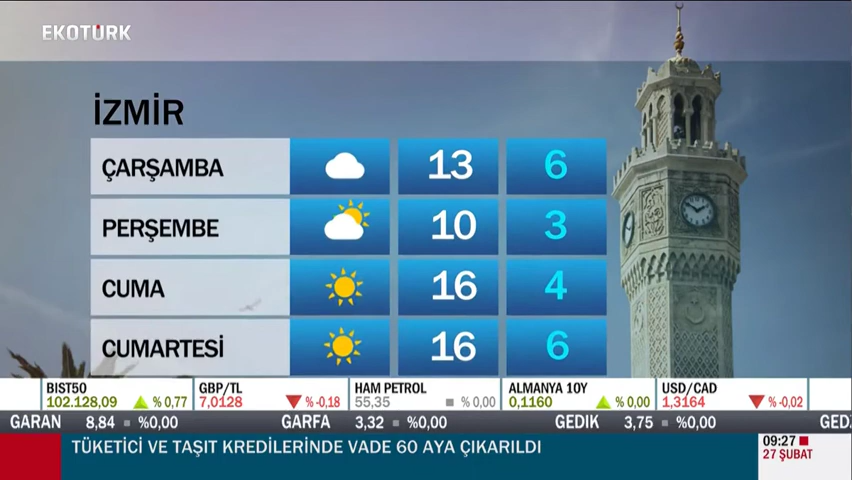 EKOTÜRK
İZMİR
ÇARŞAMBA 13 6
PERŞEMBE 10 3
CUMA 16 4
CUMARTESİ 16 6
BIST50 GBP/TL HAM PETROL ALMANYA 10Y USD/CAD
102.128,09 % 0,77 7,0128 % -0,18 55,35 % 0,00 0,1160 % 0,00 1,3164 % -0,02
GARAN 8,84 %0,00 GARFA 3,32 %0,00 GEDIK 3,75 %0,00 GEDZ
TÜKETİCİ VE TAŞIT KREDİLERİNDE VADE 60 AYA ÇIKARILDI
09:27
27 ŞUBAT